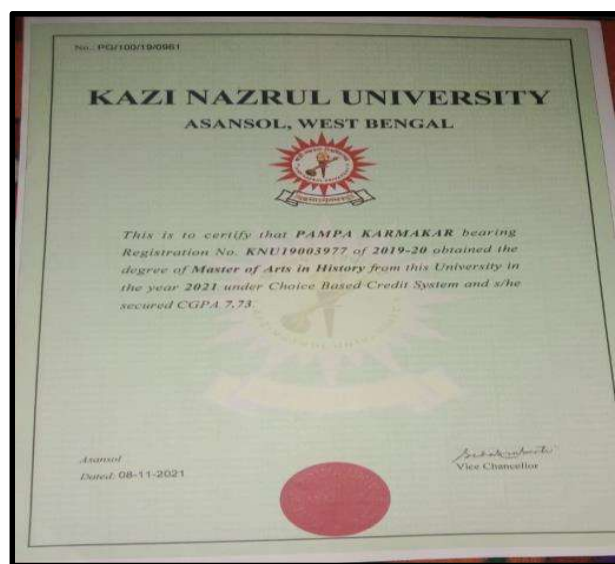 No.: PG/100/19/0961
KAZI NAZRUL UNIVERSITY
ASANSOL, WEST BENGAL
This is to certify that PAMPA KARMAKAR bearing
Registration No. KNU19003977 of 2019-20 obtained the
degree of Master of Arts in History from this University in
the year 2021 under Choice Based Credit System and s/he
secured CGPA 7.73.
Asansol
Dated: 08-11-2021
Vice Chancellor